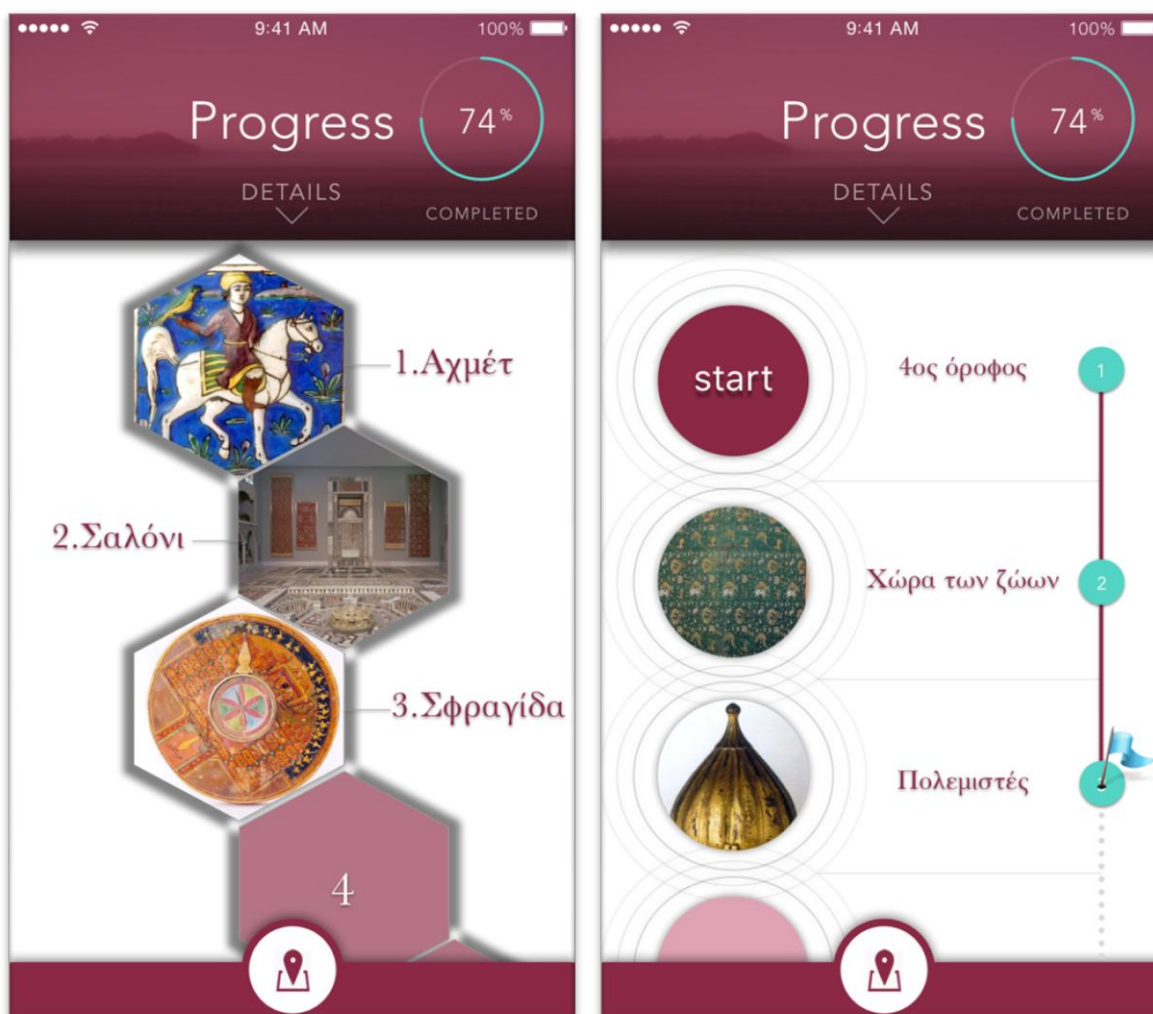 9:41 AM
100%
Progress
74%
DETAILS
COMPLETED
1.Αχμέτ
2.Σαλόνι
3.Σφραγίδα
4
9:41 AM
100%
Progress
74%
DETAILS
COMPLETED
start
4ος όροφος
1
Χώρα των ζώων
2
Πολεμιστές